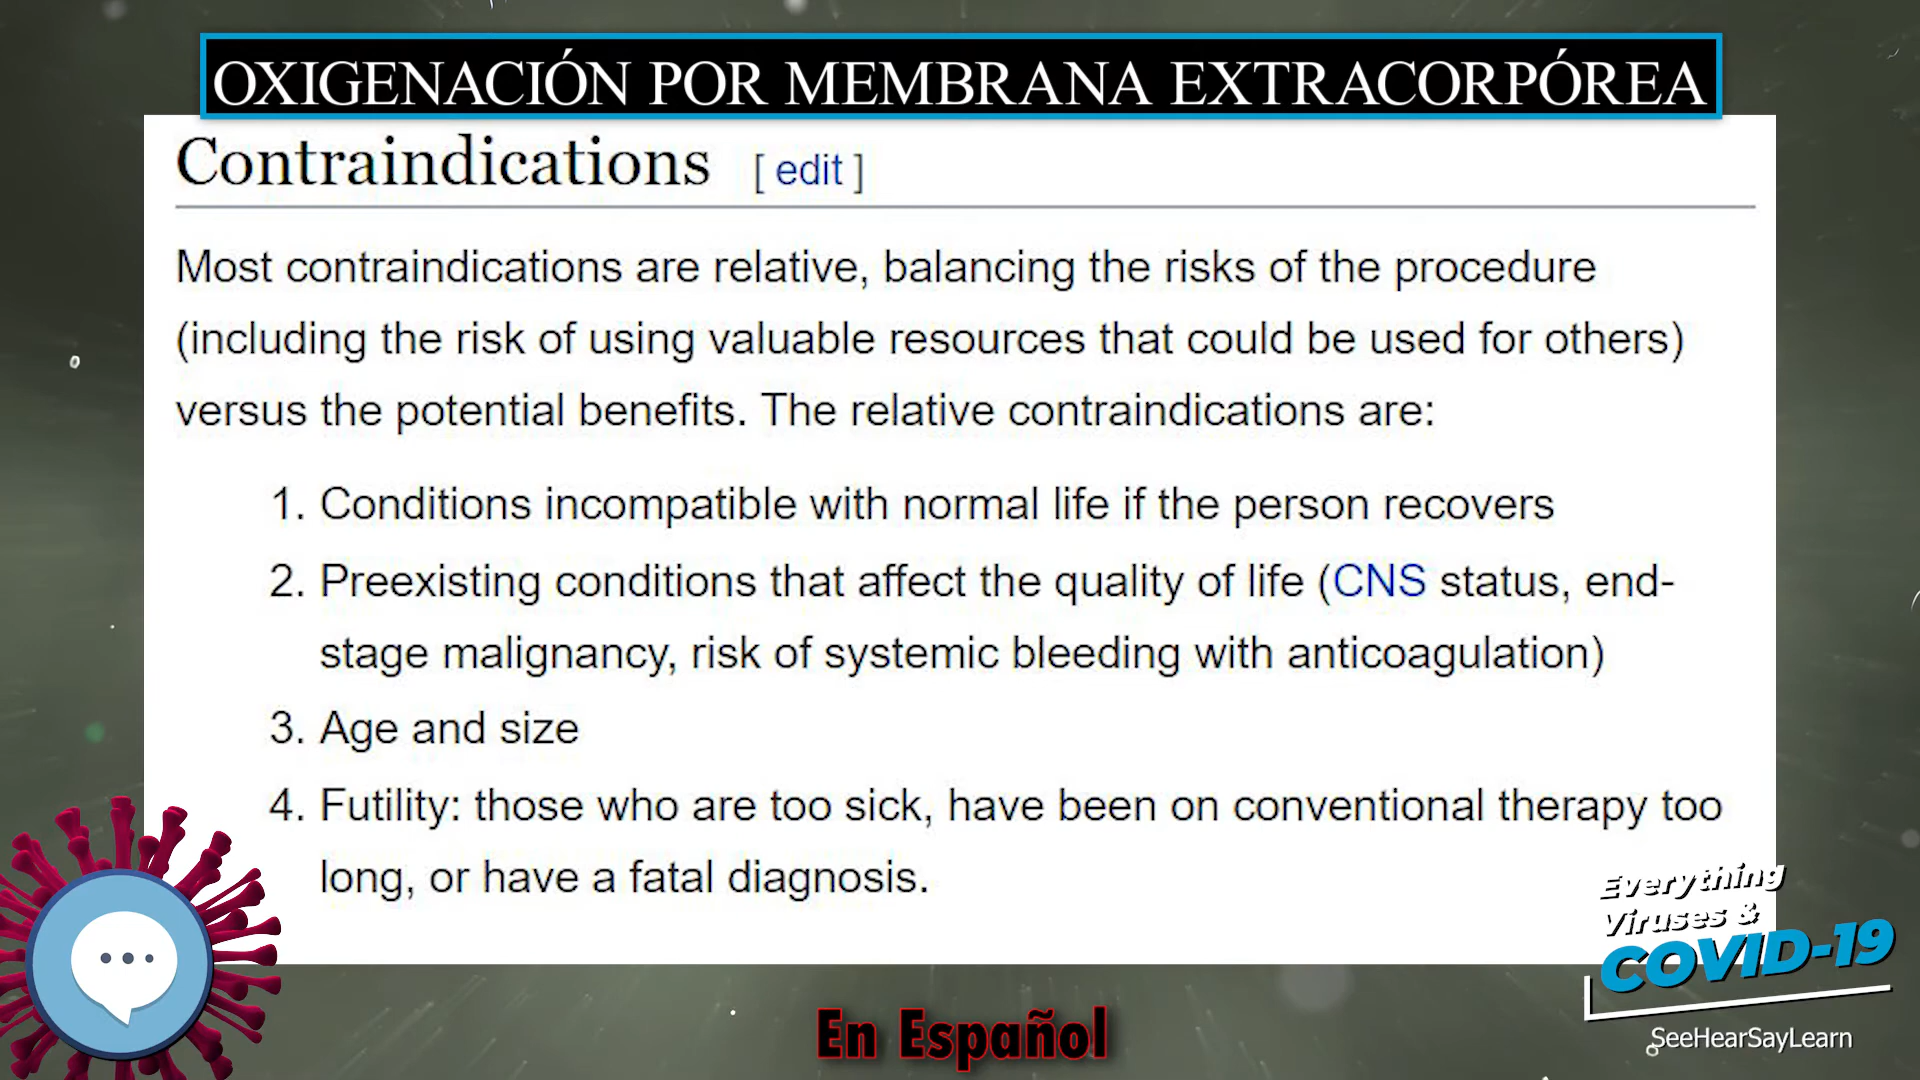 OXIGENACIÓN POR MEMBRANA EXTRACORPÓREA
Contraindications [ edit ]
Most contraindications are relative, balancing the risks of the procedure
(including the risk of using valuable resources that could be used for others)
versus the potential benefits. The relative contraindications are:
1. Conditions incompatible with normal life if the person recovers
2. Preexisting conditions that affect the quality of life (CNS status, end-
stage malignancy, risk of systemic bleeding with anticoagulation)
3. Age and size
4. Futility: those who are too sick, have been on conventional therapy too
long, or have a fatal diagnosis.
Everything
Viruses &
COVID-19
SeeHearSayLearn
En Español